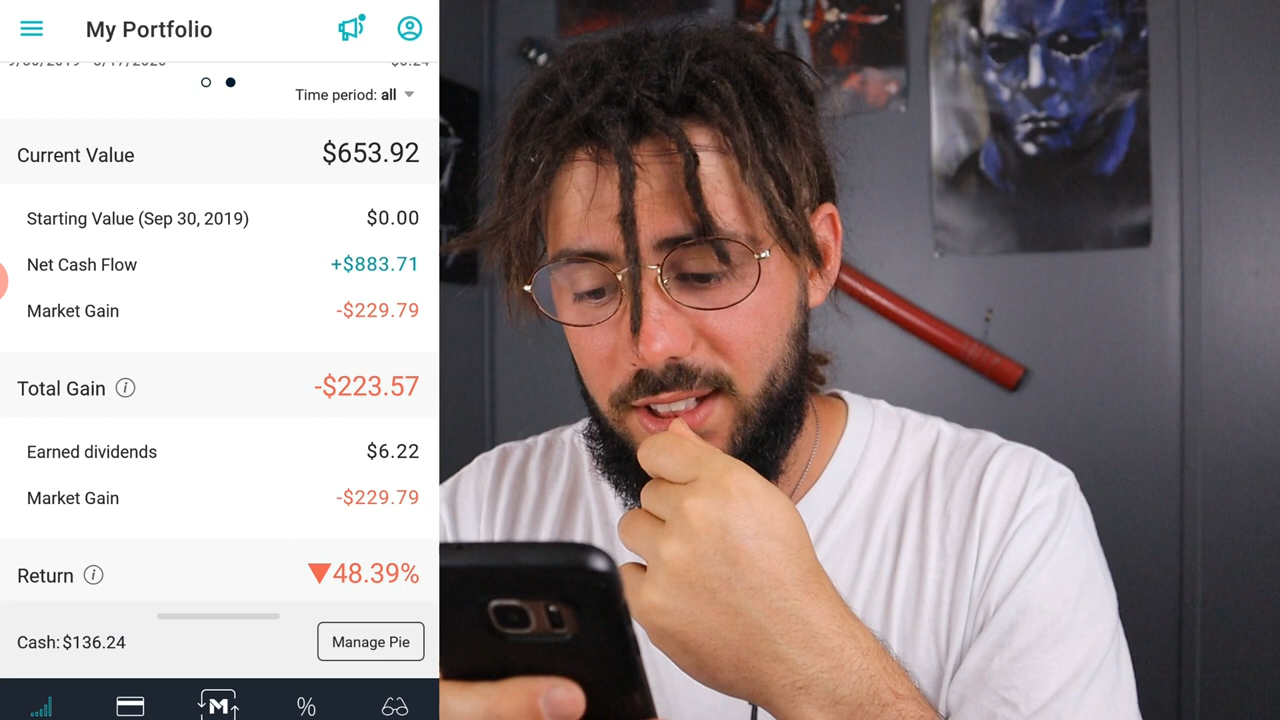 My Portfolio
Time period: all
Current Value $653.92
Starting Value (Sep 30, 2019) $0.00
Net Cash Flow +$883.71
Market Gain -$229.79
Total Gain -$223.57
Earned dividends $6.22
Market Gain -$229.79
Return ▼48.39%
Cash: $136.24 Manage Pie
M %